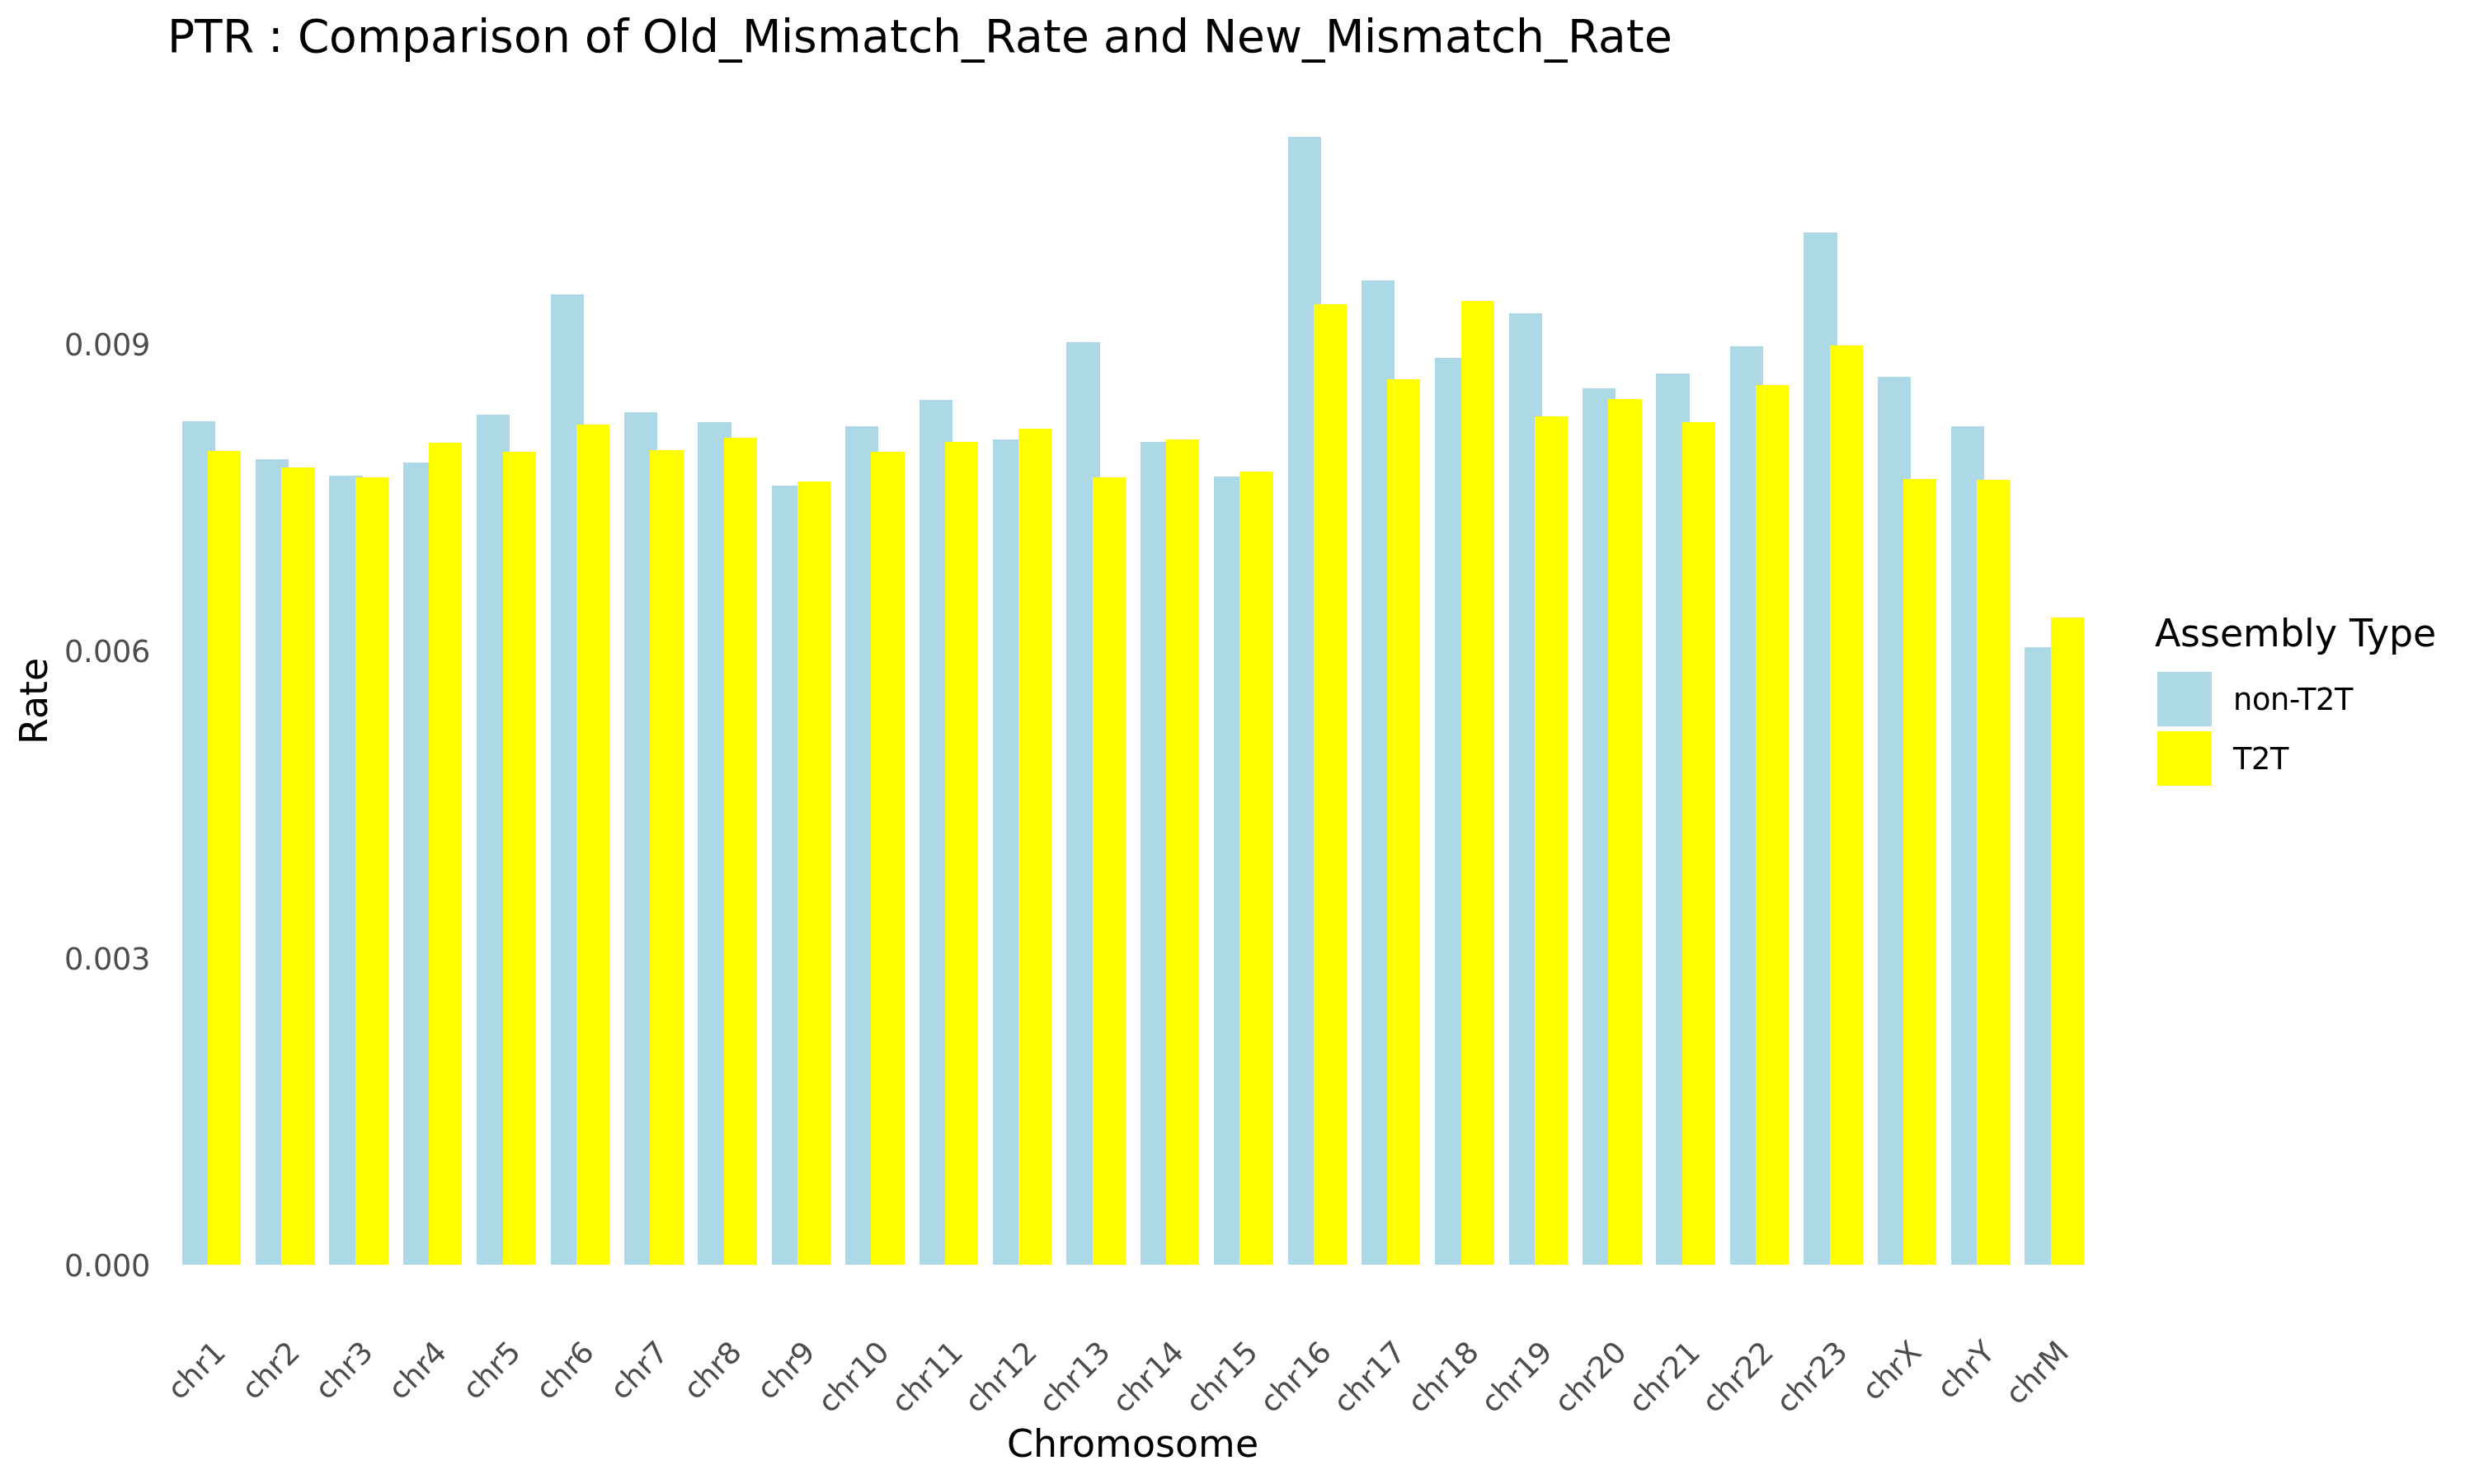 PTR : Comparison of Old_Mismatch_Rate and New_Mismatch_Rate
0.009
0.006
0.003
0.000
Rate
chr1
chr2
chr3
chr4
chr5
chr6
chr7
chr8
chr9
chr10
chr11
chr12
chr13
chr14
chr15
chr16
chr17
chr18
chr19
chr20
chr21
chr22
chr23
chrX
chrY
chrM
Chromosome
Assembly Type
non-T2T
T2T